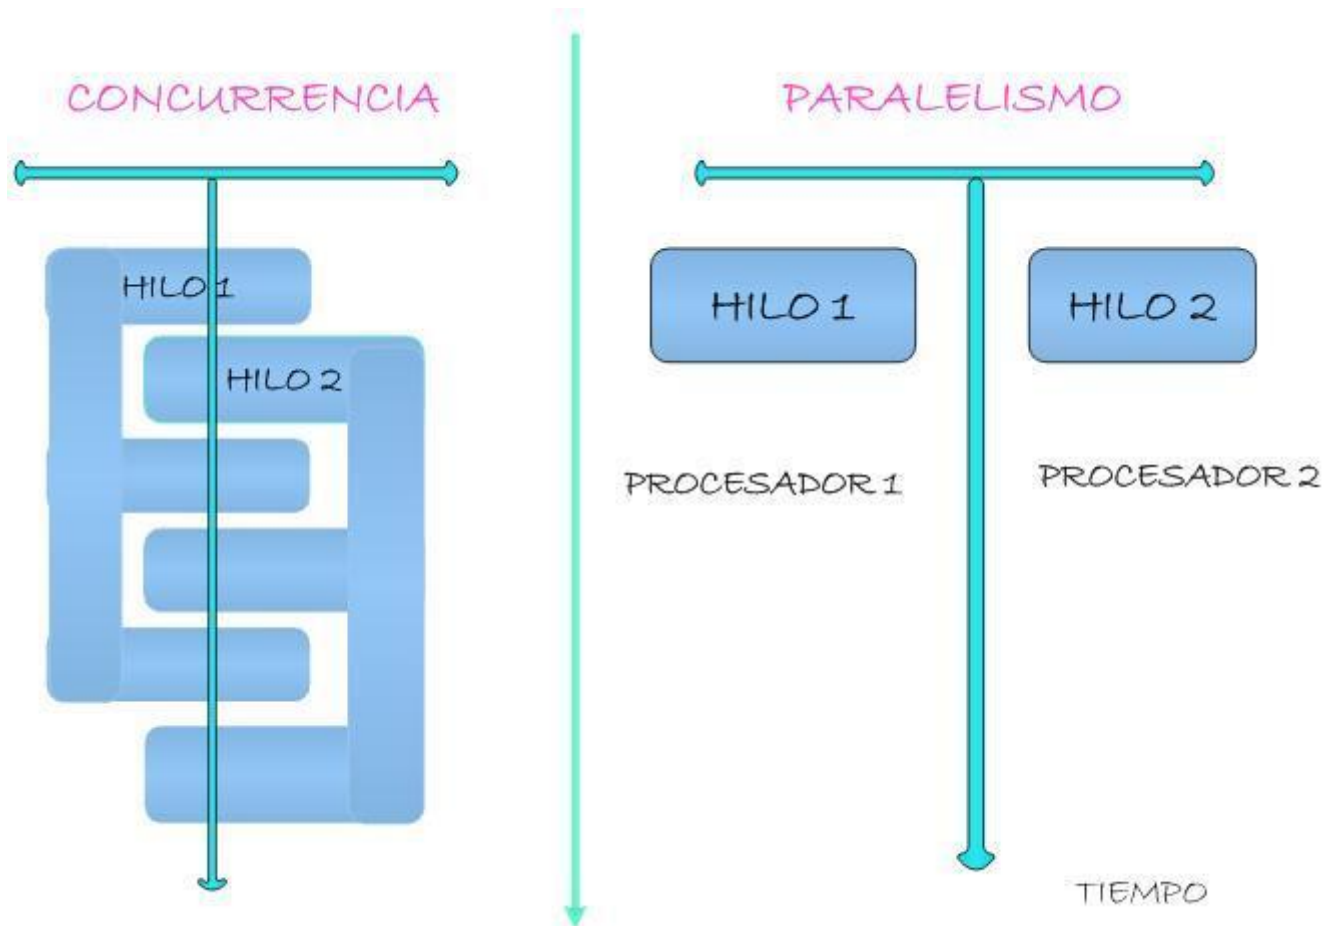 CONCURRENCIA
HILO 1
HILO 2
PARALELISMO
HILO 1
HILO 2
PROCESADOR 1
PROCESADOR 2
TIEMPO